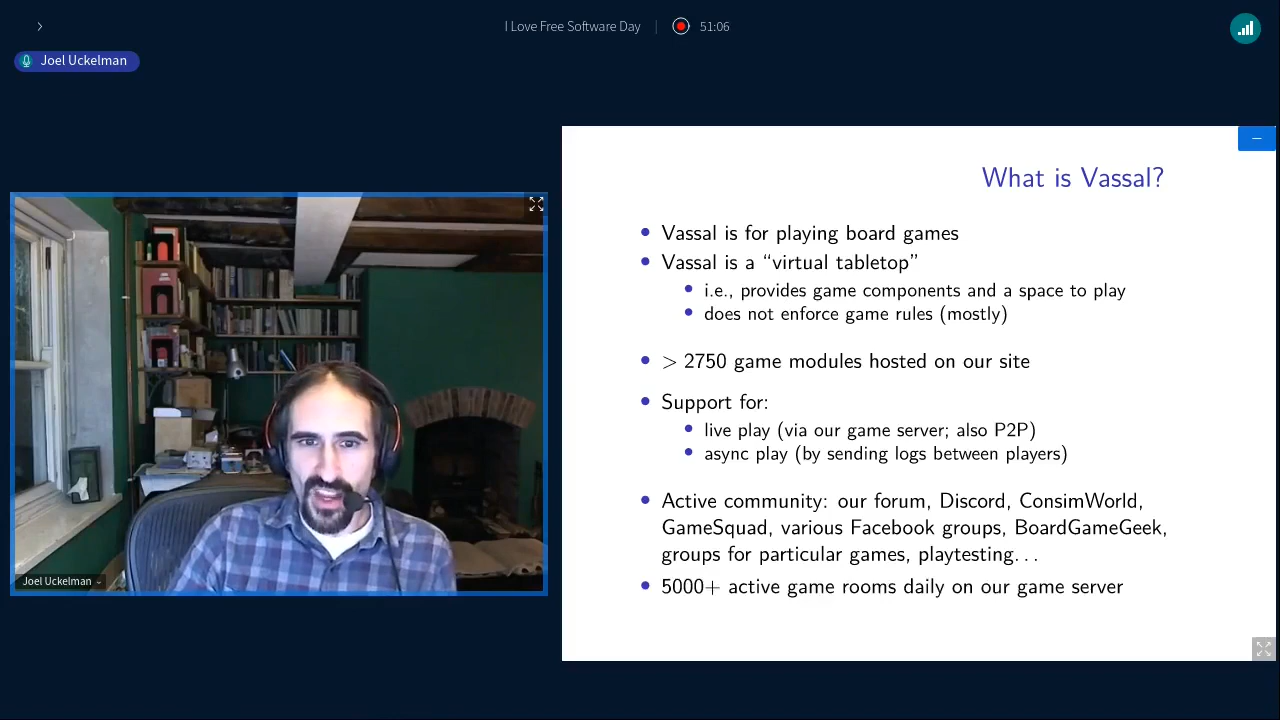 I Love Free Software Day
51:06
Joel Uckelman
Joel Uckelman
What is Vassal?
• Vassal is for playing board games
• Vassal is a “virtual tabletop”
• i.e., provides game components and a space to play
• does not enforce game rules (mostly)
• > 2750 game modules hosted on our site
• Support for:
• live play (via our game server; also P2P)
• async play (by sending logs between players)
• Active community: our forum, Discord, ConsimWorld,
GameSquad, various Facebook groups, BoardGameGeek,
groups for particular games, playtesting...
• 5000+ active game rooms daily on our game server